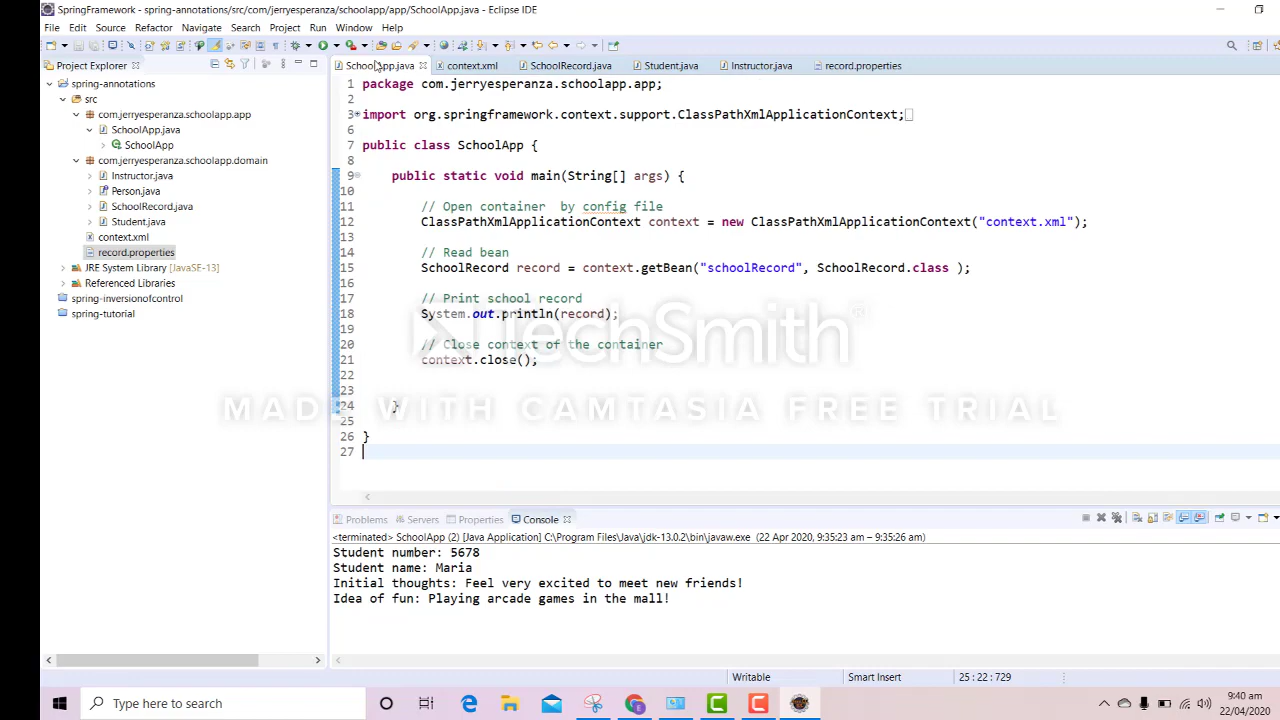 SpringFramework - spring-annotations/src/com/jerryesperanza/schoolapp/app/SchoolApp.java - Eclipse IDE
File Edit Source Refactor Navigate Search Project Run Window Help
Project Explorer
SchoolApp.java context.xml SchoolRecord.java Student.java Instructor.java record.properties
spring-annotations
src
com.jerryesperanza.schoolapp.app
SchoolApp.java
SchoolApp
com.jerryesperanza.schoolapp.domain
Instructor.java
Person.java
SchoolRecord.java
Student.java
context.xml
record.properties
JRE System Library [JavaSE-13]
Referenced Libraries
spring-inversionofcontrol
spring-tutorial
1 package com.jerryesperanza.schoolapp.app;
2
3 import org.springframework.context.support.ClassPathXmlApplicationContext;
6
7 public class SchoolApp {
8
9 public static void main(String[] args) {
10
11 // Open container by config file
12 ClassPathXmlApplicationContext context = new ClassPathXmlApplicationContext("context.xml");
13
14 // Read bean
15 SchoolRecord record = context.getBean("schoolRecord", SchoolRecord.class );
16
17 // Print school record
18 System.out.println(record);
19
20 // Close context of the container
21 context.close();
22
23
24 }
25
26 }
27
TechSmith
MADE WITH CAMTASIA FREE TRIAL
Problems Servers Properties Console
<terminated> SchoolApp (2) [Java Application] C:\Program Files\Java\jdk-13.0.2\bin\javaw.exe (22 Apr 2020, 9:35:23 am – 9:35:26 am)
Student number: 5678
Student name: Maria
Initial thoughts: Feel very excited to meet new friends!
Idea of fun: Playing arcade games in the mall!
Writable Smart Insert 25 : 22 : 729
Type here to search
9:40 am
22/04/2020